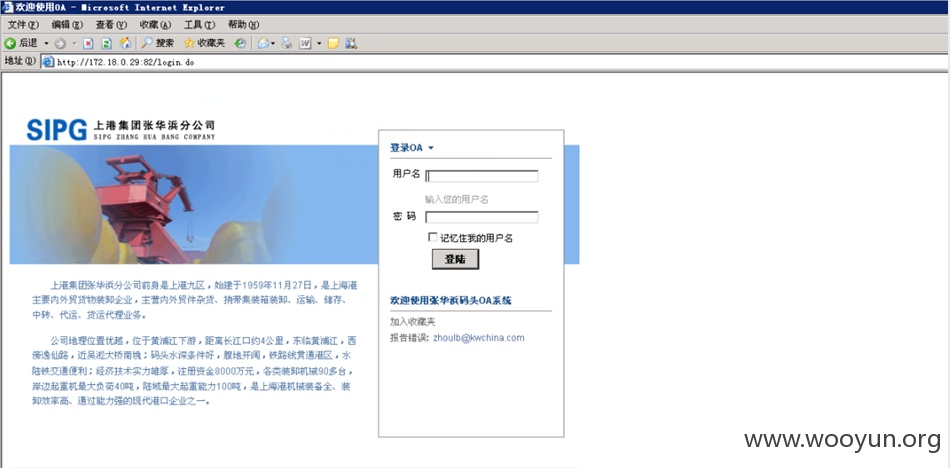 欢迎使用OA - Microsoft Internet Explorer
文件(F) 编辑(E) 查看(V) 收藏(A) 工具(T) 帮助(H)
后退 搜索 收藏夹
地址(D) http://172.18.0.29:82/login.do
SIPG 上港集团张华浜分公司
SIPG ZHANG HUA BANG COMPANY
登录OA
用户名
输入您的用户名
密 码
记忆住我的用户名
登陆
上港集团张华浜分公司前身是上港九区，始建于1959年11月27日，是上海港
主要内外贸货物装卸企业，主营内外贸件杂货、捎带集装箱装卸、运输、储存、
中转、代运、货运代理业务。
公司地理位置优越，位于黄浦江下游，距离长江口约4公里，东临黄浦江，西
傍逸仙路，近吴淞大桥南堍；码头水深条件好，腹地开阔，铁路线贯通港区，水
陆铁交通便利；经济技术实力雄厚，注册资金8000万元，各类装卸机械90多台，
岸边起重机最大负荷40吨，陆域最大起重能力100吨，是上海港机械装备全、装
卸效率高、通过能力强的现代港口企业之一。
欢迎使用张华浜码头OA系统
加入收藏夹
报告错误: zhoulb@kwchina.com
www.wooyun.org